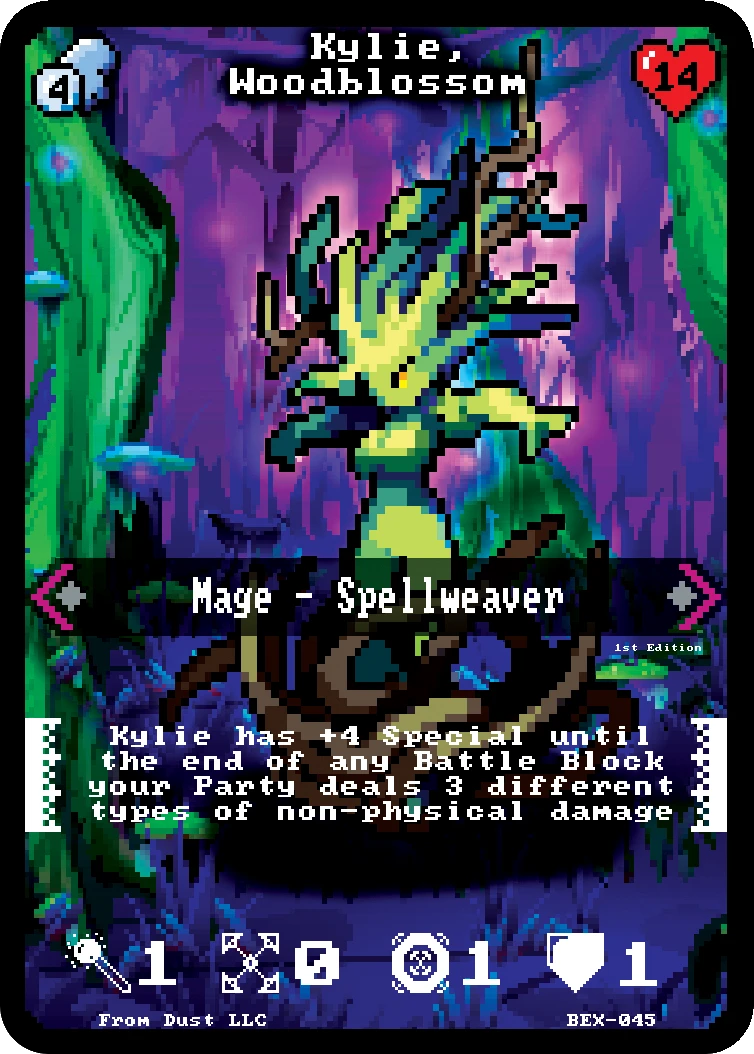 Kylie,
Woodblossom
4
14
Mage - Spellweaver
1st Edition
Kylie has +4 Special until
the end of any Battle Block
your Party deals 3 different
types of non-physical damage
1 0 1 1
From Dust LLC BEX-045